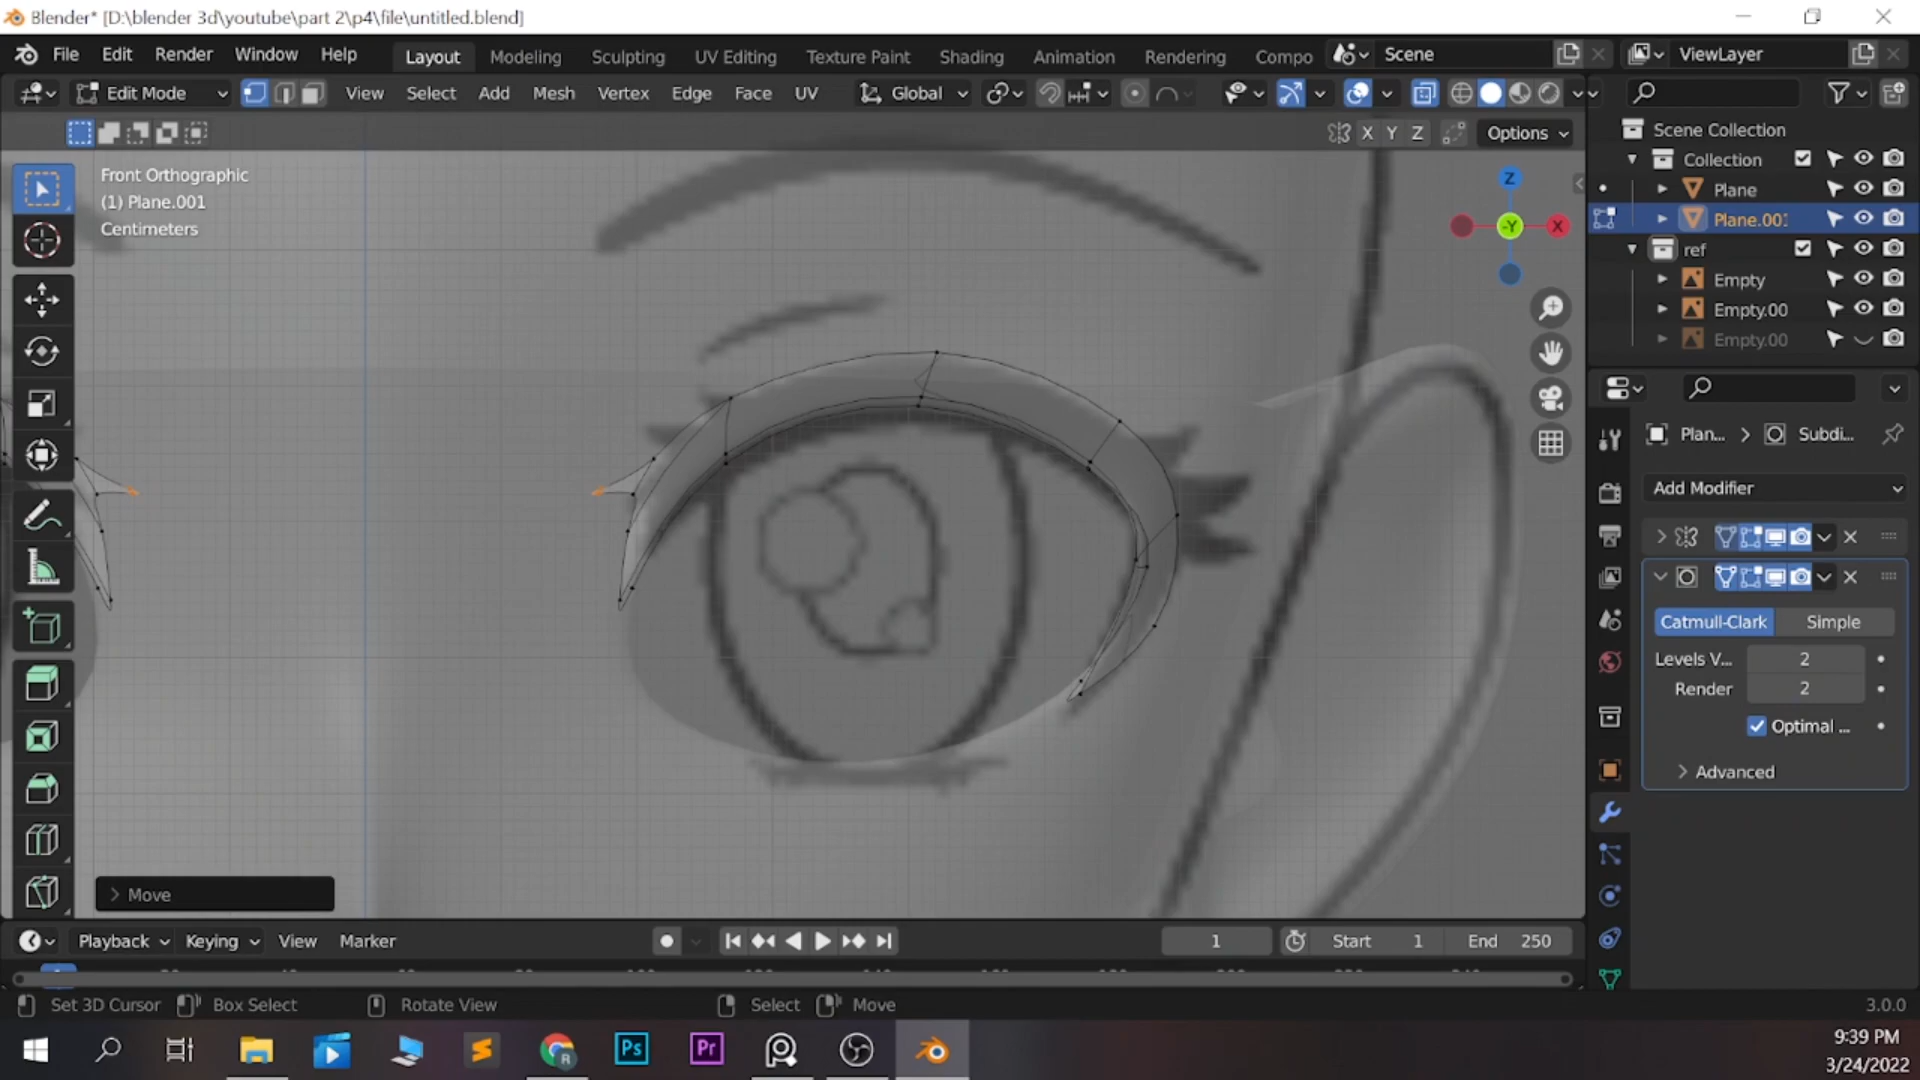 Blender* [D:\blender 3d\youtube\part 2\p4\file\untitled.blend]
File Edit Render Window Help Layout Modeling Sculpting UV Editing Texture Paint Shading Animation Rendering Compo Scene ViewLayer
Edit Mode View Select Add Mesh Vertex Edge Face UV Global
X Y Z Options
Scene Collection
Collection
Plane
Plane.001
ref
Empty
Empty.00
Empty.00
Front Orthographic
(1) Plane.001
Centimeters
Z
-Y
X
Plan... Subdi...
Add Modifier
Catmull-Clark Simple
Levels V... 2
Render 2
Optimal ...
Advanced
Move
Playback Keying View Marker 1 Start 1 End 250
Set 3D Cursor Box Select Rotate View Select Move 3.0.0
R Ps Pr
9:39 PM
3/24/2022